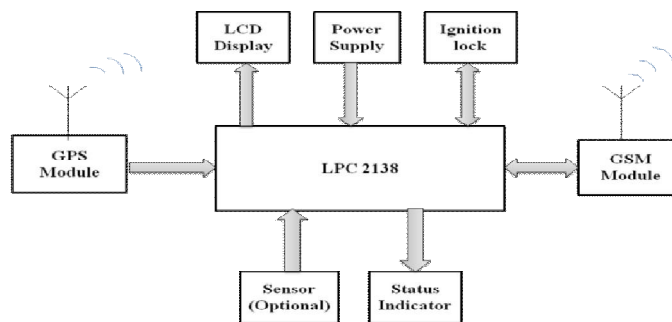 LCD
Display
Power
Supply
Ignition
lock
GPS
Module
LPC 2138
GSM
Module
Sensor
(Optional)
Status
Indicator